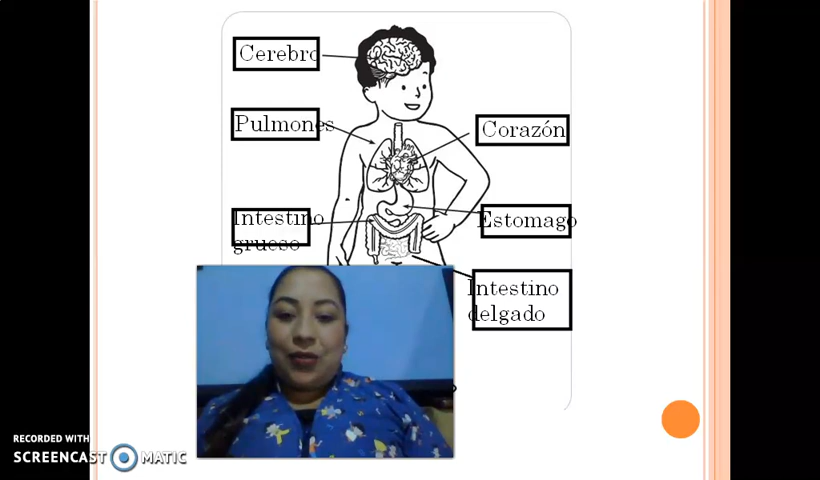 Cerebro
Pulmones
Corazón
Intestino
grueso
Estomago
Intestino
delgado
RECORDED WITH
SCREENCAST MATIC